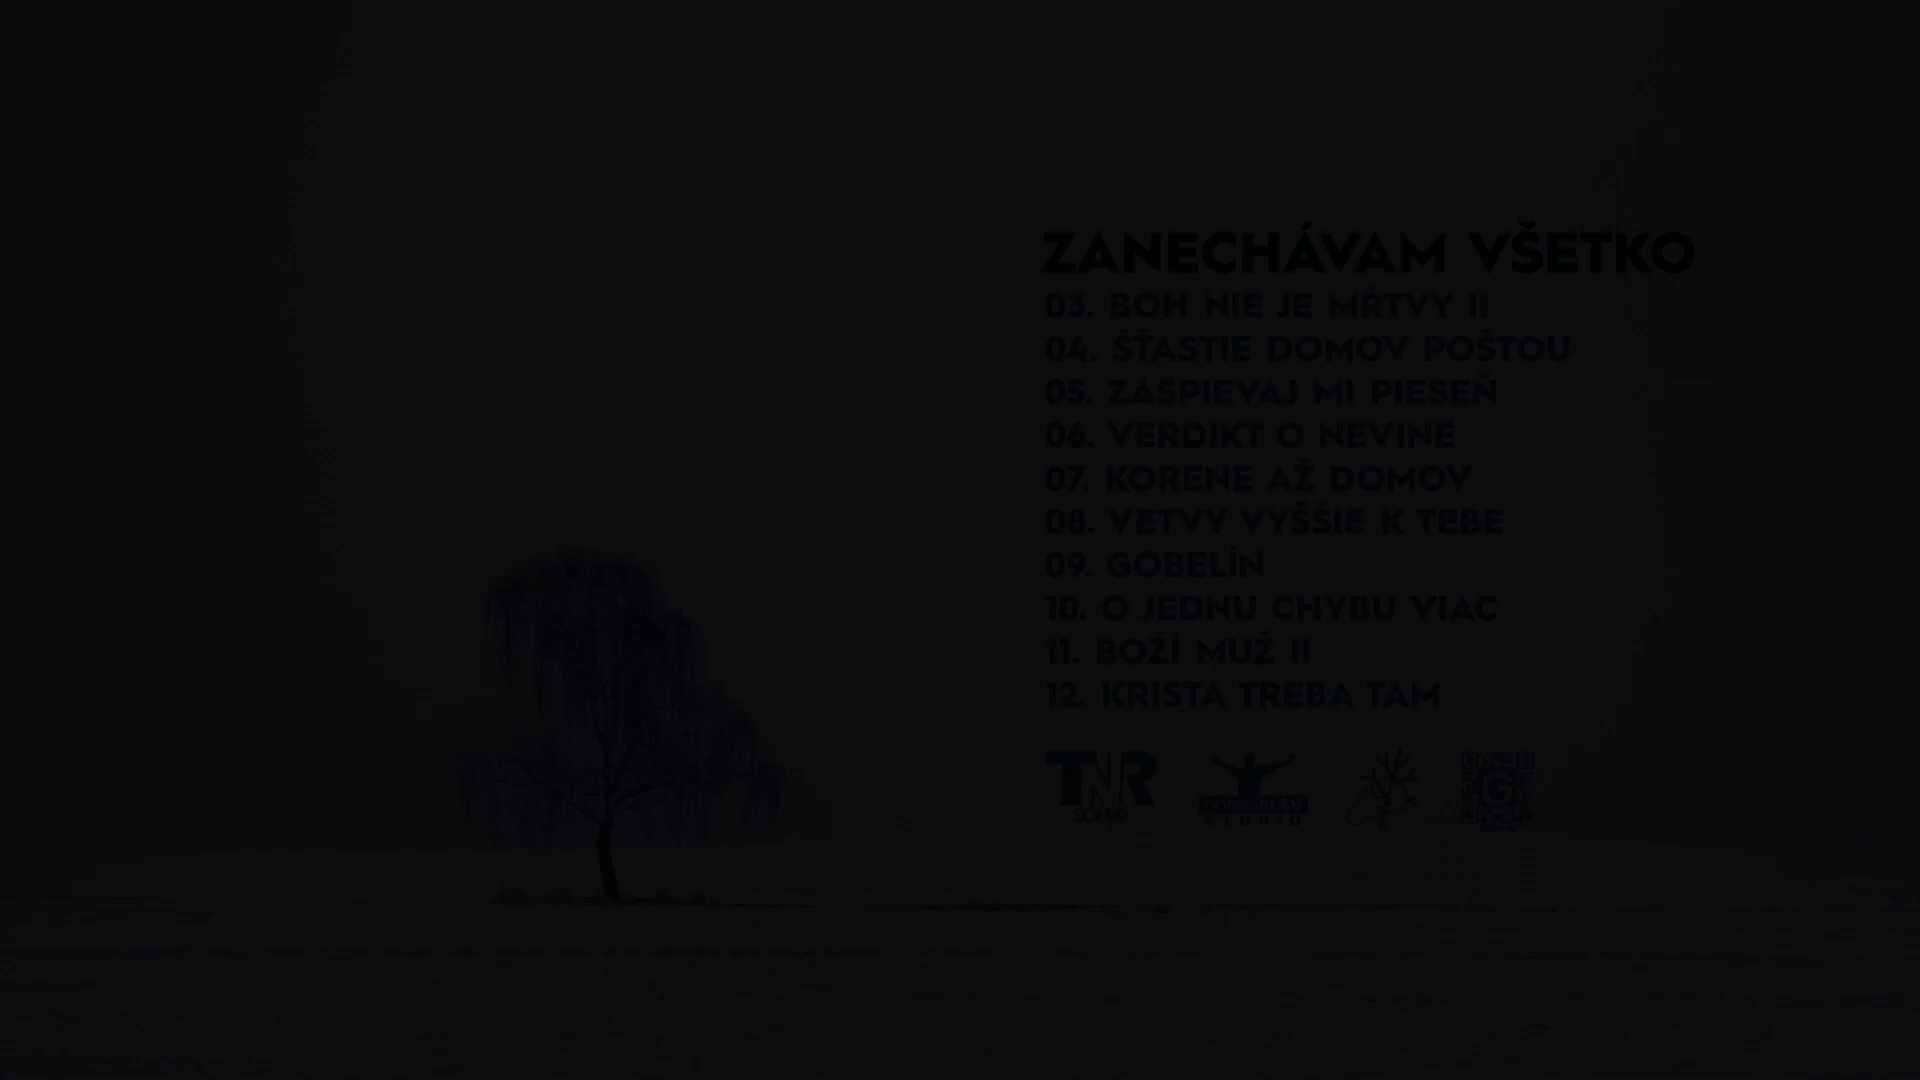 ZANECHÁVAM VŠETKO
03. BOH NIE JE MŔTVY II
04. ŠŤASTIE DOMOV POŠTOU
05. ZASPIEVAJ MI PIESEŇ
06. VERDIKT O NEVINE
07. KORENE AŽ DOMOV
08. VETVY VYŠŠIE K TEBE
09. GOBELÍN
10. O JEDNU CHYBU VIAC
11. BOŽÍ MUŽ II
12. KRISTA TREBA TAM
TNR
SOUND
STUDIO
G